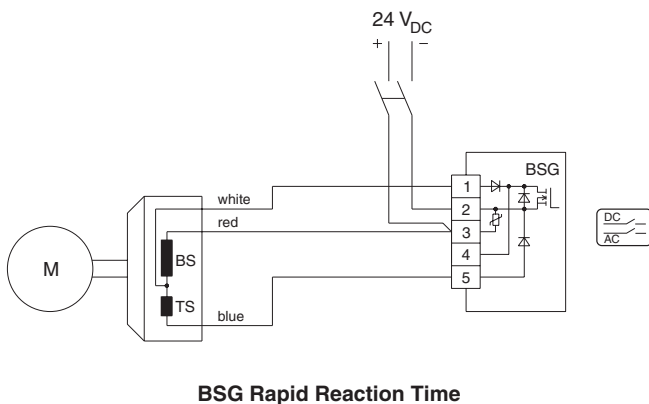 24 VDC
+ −
BSG
1
white
2
red
3
DC
AC
BS
4
M
5
TS
blue
BSG Rapid Reaction Time